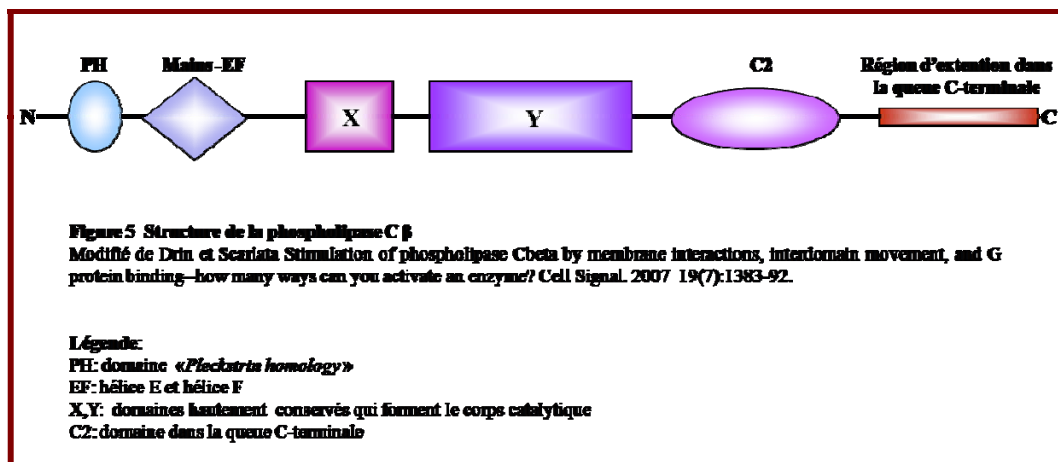 PH
Mains-EF
C2
Région d'extention dans
la queue C-terminale
N
X
Y
C
Figure 5 Structure de la phospholipase C β
Modifié de Drin et Scarlata Stimulation of phospholipase Cbeta by membrane interactions, interdomain movement, and G
protein binding--how many ways can you activate an enzyme? Cell Signal. 2007 19(7):1383-92.
Légende:
PH: domaine «Pleckstrin homology»
EF: hélice E et hélice F
X,Y: domaines hautement conservés qui forment le corps catalytique
C2: domaine dans la queue C-terminale